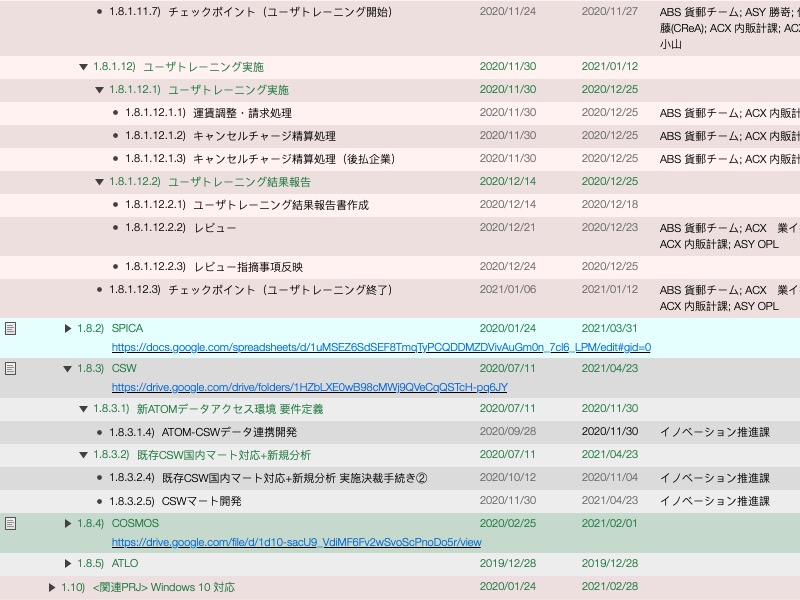 1.8.1.11.7) チェックポイント（ユーザトレーニング開始） 2020/11/24 2020/11/27 ABS 貨郵チーム; ASY 勝嵜;
藤(CReA); ACX 内販計課;
小山
1.8.1.12) ユーザトレーニング実施 2020/11/30 2021/01/12
1.8.1.12.1) ユーザトレーニング実施 2020/11/30 2020/12/25
1.8.1.12.1.1) 運賃調整・請求処理 2020/11/30 2020/12/25 ABS 貨郵チーム; ACX 内販計
1.8.1.12.1.2) キャンセルチャージ精算処理 2020/11/30 2020/12/25 ABS 貨郵チーム; ACX 内販計
1.8.1.12.1.3) キャンセルチャージ精算処理（後払企業） 2020/11/30 2020/12/25 ABS 貨郵チーム; ACX 内販計
1.8.1.12.2) ユーザトレーニング結果報告 2020/12/14 2020/12/25
1.8.1.12.2.1) ユーザトレーニング結果報告書作成 2020/12/14 2020/12/18
1.8.1.12.2.2) レビュー 2020/12/21 2020/12/23 ABS 貨郵チーム; ACX　業イ
ACX 内販計課; ASY OPL
1.8.1.12.2.3) レビュー指摘事項反映 2020/12/24 2020/12/25
1.8.1.12.3) チェックポイント（ユーザトレーニング終了） 2021/01/06 2021/01/12 ABS 貨郵チーム; ACX　業イ
ACX 内販計課; ASY OPL
1.8.2) SPICA 2020/01/24 2021/03/31
https://docs.google.com/spreadsheets/d/1uMSEZ6SdSEF8TmqTyPCQDDMZDVivAuGm0n_7cl6_LPM/edit#gid=0
1.8.3) CSW 2020/07/11 2021/04/23
https://drive.google.com/drive/folders/1HZbLXE0wB98cMWj9QVeCqQSTcH-pq6JY
1.8.3.1) 新ATOMデータアクセス環境 要件定義 2020/07/11 2020/11/30
1.8.3.1.4) ATOM-CSWデータ連携開発 2020/09/28 2020/11/30 イノベーション推進課
1.8.3.2) 既存CSW国内マート対応+新規分析 2020/07/11 2021/04/23
1.8.3.2.4) 既存CSW国内マート対応+新規分析 実施決裁手続き② 2020/10/12 2020/11/04 イノベーション推進課
1.8.3.2.5) CSWマート開発 2020/11/30 2021/04/23 イノベーション推進課
1.8.4) COSMOS 2020/02/25 2021/02/01
https://drive.google.com/file/d/1d10-sacU9_VdiMF6Fv2wSvoScPnoDo5r/view
1.8.5) ATLO 2019/12/28 2019/12/28
1.10) <関連PRJ> Windows 10 対応 2020/01/24 2021/02/28